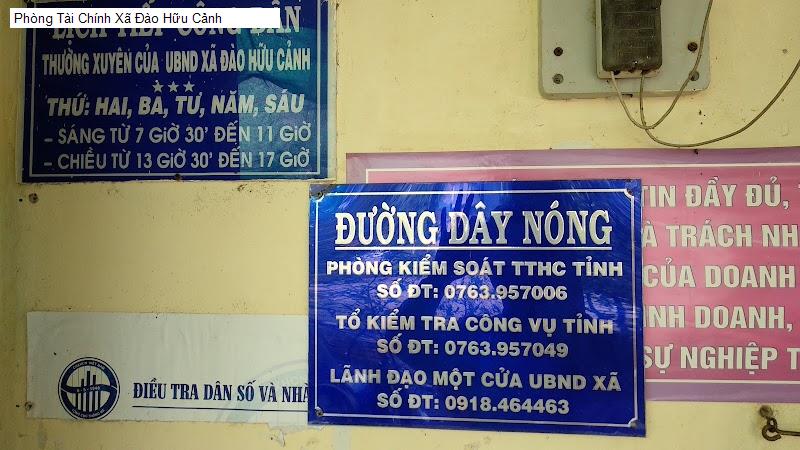 Phòng Tài Chính Xã Đào Hữu Cảnh
LỊCH TIẾP CÔNG DÂN
THƯỜNG XUYÊN CỦA UBND XÃ ĐÀO HỮU CẢNH
★★★
THỨ: HAI, BA, TƯ, NĂM, SÁU
– SÁNG TỪ 7 GIỜ 30' ĐẾN 11 GIỜ
– CHIỀU TỪ 13 GIỜ 30' ĐẾN 17 GIỜ
ĐƯỜNG DÂY NÓNG
PHÒNG KIỂM SOÁT TTHC TỈNH
SỐ ĐT: 0763.957006
TỔ KIỂM TRA CÔNG VỤ TỈNH
SỐ ĐT: 0763.957049
LÃNH ĐẠO MỘT CỬA UBND XÃ
SỐ ĐT: 0918.464463
TIN ĐẦY ĐỦ,
TRÁCH
CỦA DOANH
DOANH,
SỰ NGHIỆP
ĐIỀU TRA DÂN SỐ VÀ NHÀ